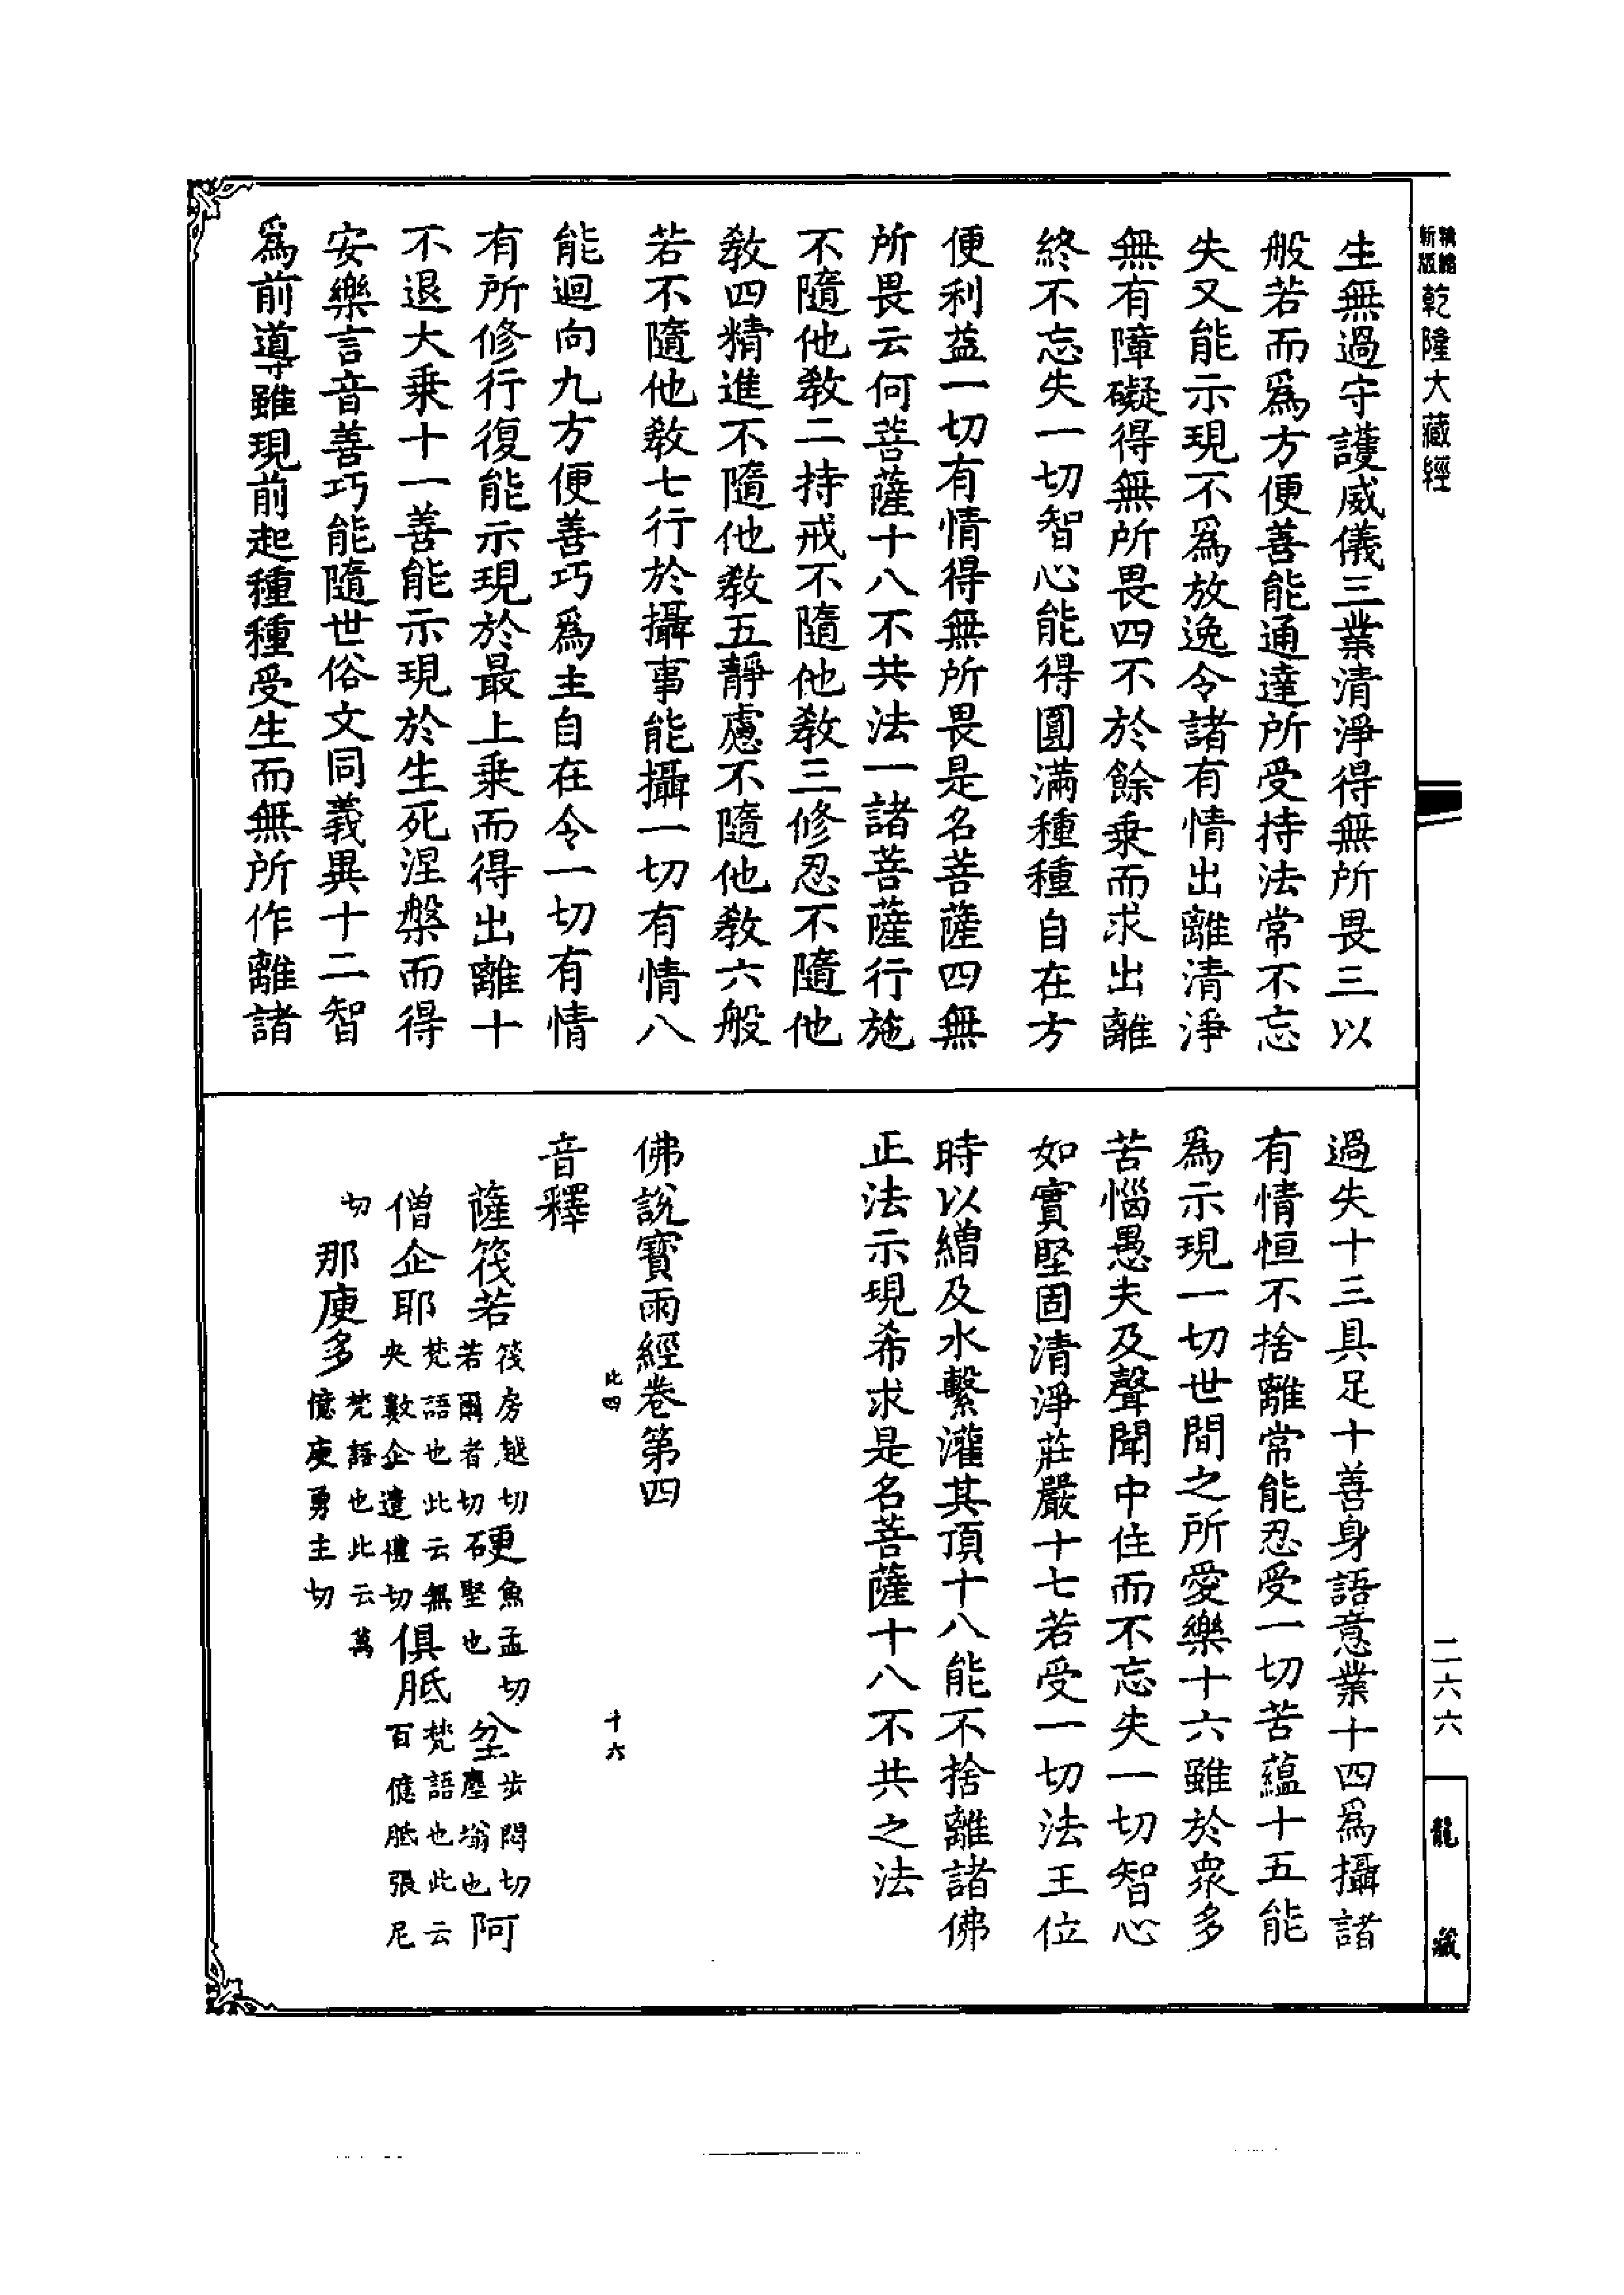 精縮
新版
乾隆大藏經
生無過守護威儀三業清淨得無所畏三以
般若而爲方便善能通達所受持法常不忘
失又能示現不爲放逸令諸有情出離清淨
無有障礙得無所畏四不於餘乘而求出離
終不忘失一切智心能得圓滿種種自在方
便利益一切有情得無所畏是名菩薩四無
所畏云何菩薩十八不共法一諸菩薩行施
不隨他教二持戒不隨他教三修忍不隨他
教四精進不隨他教五靜慮不隨他教六般
若不隨他教七行於攝事能攝一切有情八
能迴向九方便善巧爲主自在令一切有情
有所修行復能示現於最上乘而得出離十
不退大乘十一善能示現於生死涅槃而得
安樂言音善巧能隨世俗文同義異十二智
爲前導雖現前起種種受生而無所作離諸
過失十三具足十善身語意業十四爲攝諸
有情恒不捨離常能忍受一切苦蘊十五能
爲示現一切世間之所愛樂十六雖於衆多
苦惱愚夫及聲聞中住而不忘失一切智心
如實堅固清淨莊嚴十七若受一切法王位
時以繒及水繫灌其頂十八能不捨離諸佛
正法示現希求是名菩薩十八不共之法
佛說寶雨經卷第四
比四 十六
音釋
薩筏若筏房越切若爾者切硬魚孟切石堅也坌步悶切塵塕也阿
僧企耶梵語也此云無央數企遣禮切俱胝梵語也此云百億胝張尼
切那庾多梵語也此云萬億庾勇主切
二六六
龍藏